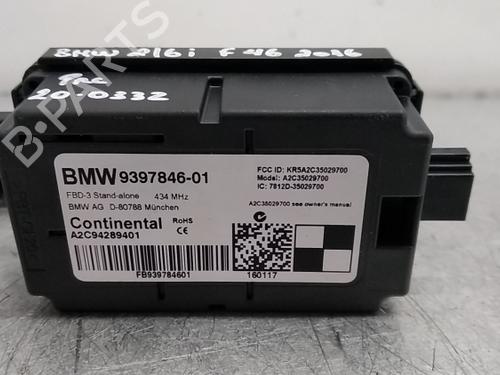 BMW 216i F46 2016
20-0332
B-PARTS
BMW 9397846-01
FBD-3 Stand-alone 434 MHz
BMW AG D-80788 München
Continental RoHS
A2C94289401 CE
FB939784601
FCC ID: KR5A2C35029700
Model: A2C35029700
IC: 7812D-35029700
A2C35029700 see owner's manual
160117